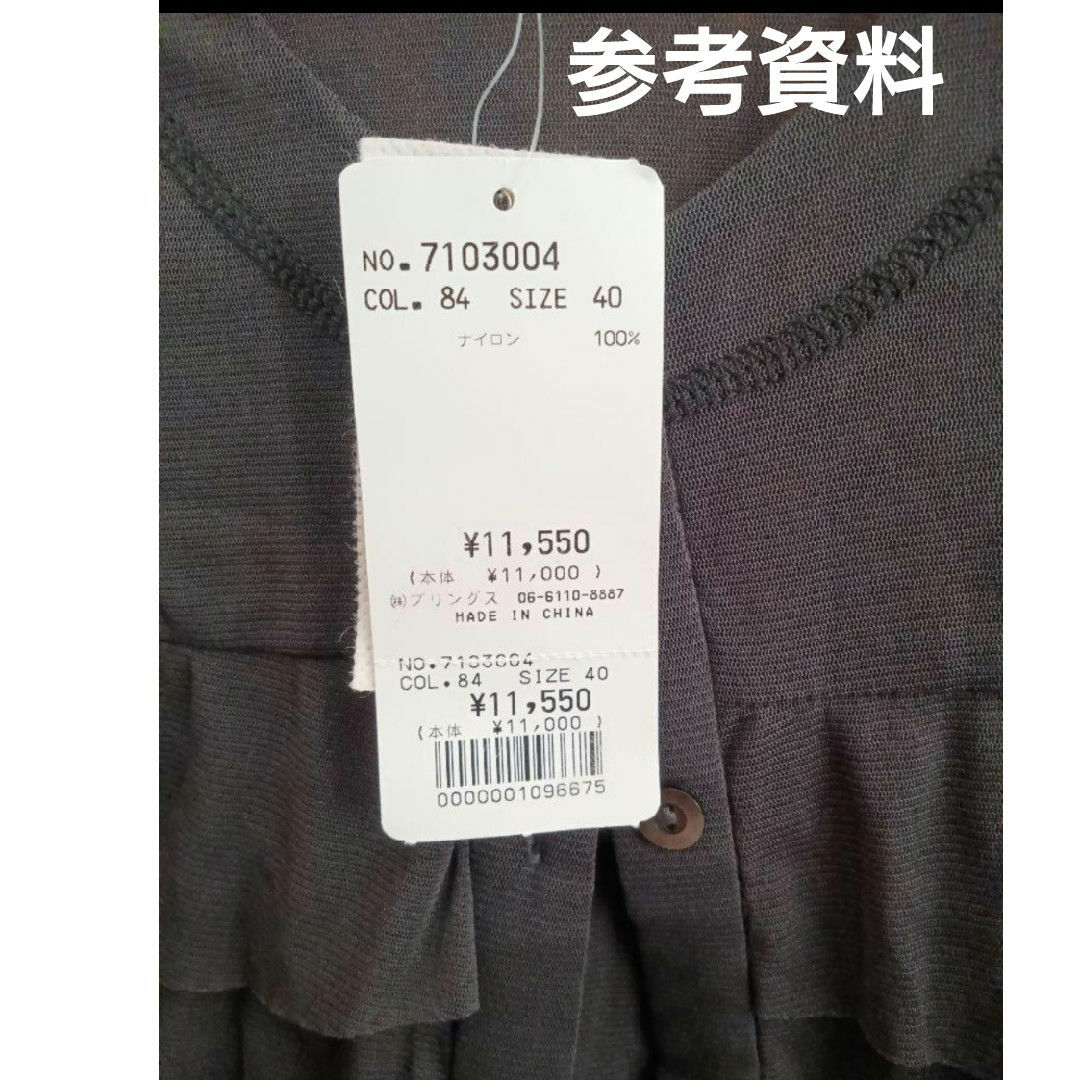 参考資料
NO.7103004
COL. 84 SIZE 40
ナイロン 100%
¥11,550
(本体 ¥11,000 )
㈱プリングス 06-6110-8887
MADE IN CHINA
NO.7103004
COL.84 SIZE 40
¥11,550
(本体 ¥11,000 )
0000001096675